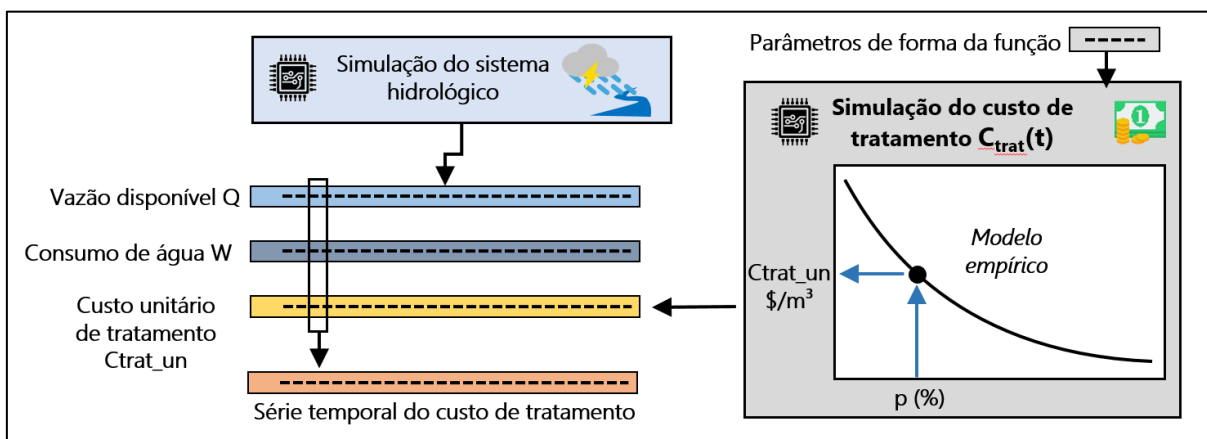 Simulação do sistema
hidrológico
Parâmetros de forma da função
Simulação do custo de
tratamento Ctrat(t)
Vazão disponível Q
Consumo de água W
Custo unitário
de tratamento
Ctrat_un
Série temporal do custo de tratamento
Modelo
empírico
Ctrat_un
$/m³
p (%)
1